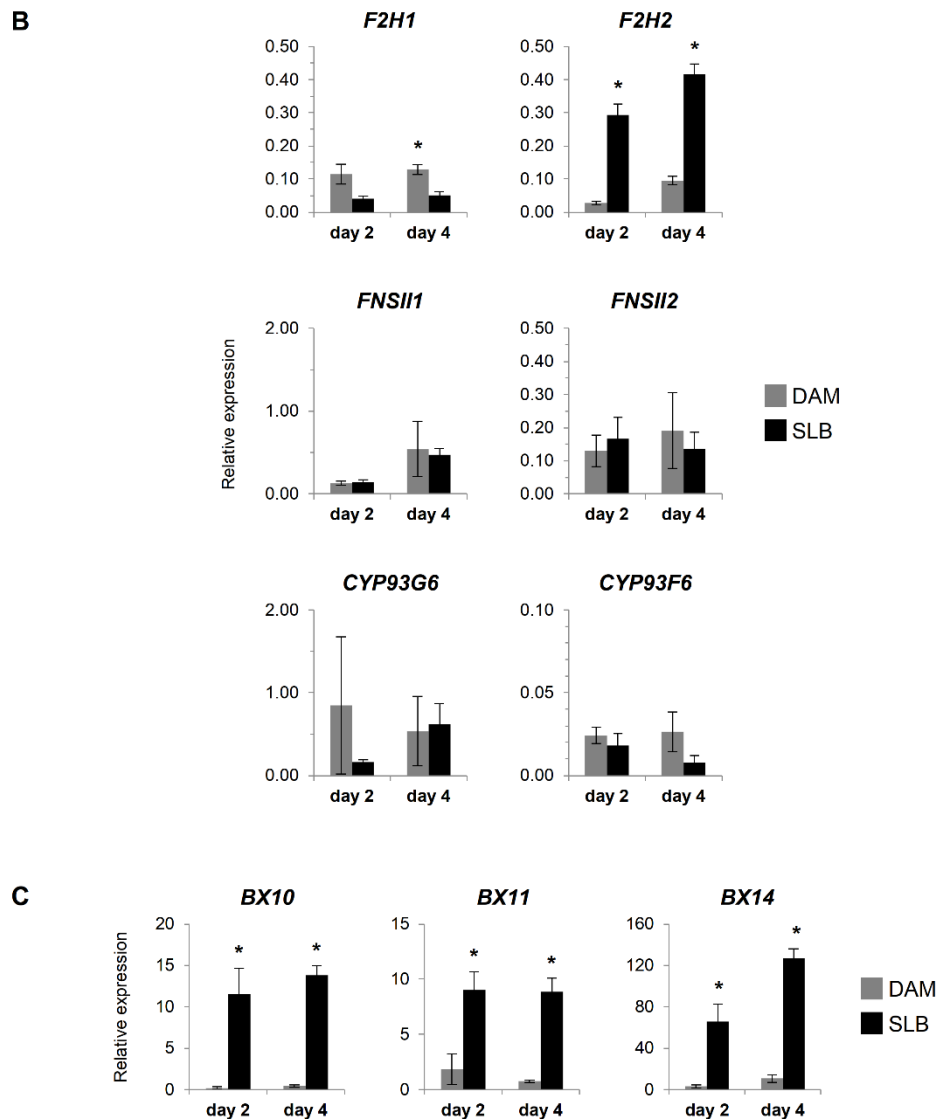 B
F2H1 F2H2
0.50 0.50
0.40 0.40
0.30 0.30
0.20 0.20
0.10 0.10
0.00 0.00
* * *
day 2 day 4 day 2 day 4
FNSII1 FNSII2
Relative expression
2.00 0.50
0.40
1.00 0.30
0.20
0.10
0.00 0.00
day 2 day 4 day 2 day 4
DAM
SLB
CYP93G6 CYP93F6
2.00 0.10
1.00 0.05
0.00 0.00
day 2 day 4 day 2 day 4
C
BX10 BX11 BX14
Relative expression
20 15 160
15 120
10 10 80
5 5 40
0 0 0
* * * * * *
day 2 day 4 day 2 day 4 day 2 day 4
DAM
SLB